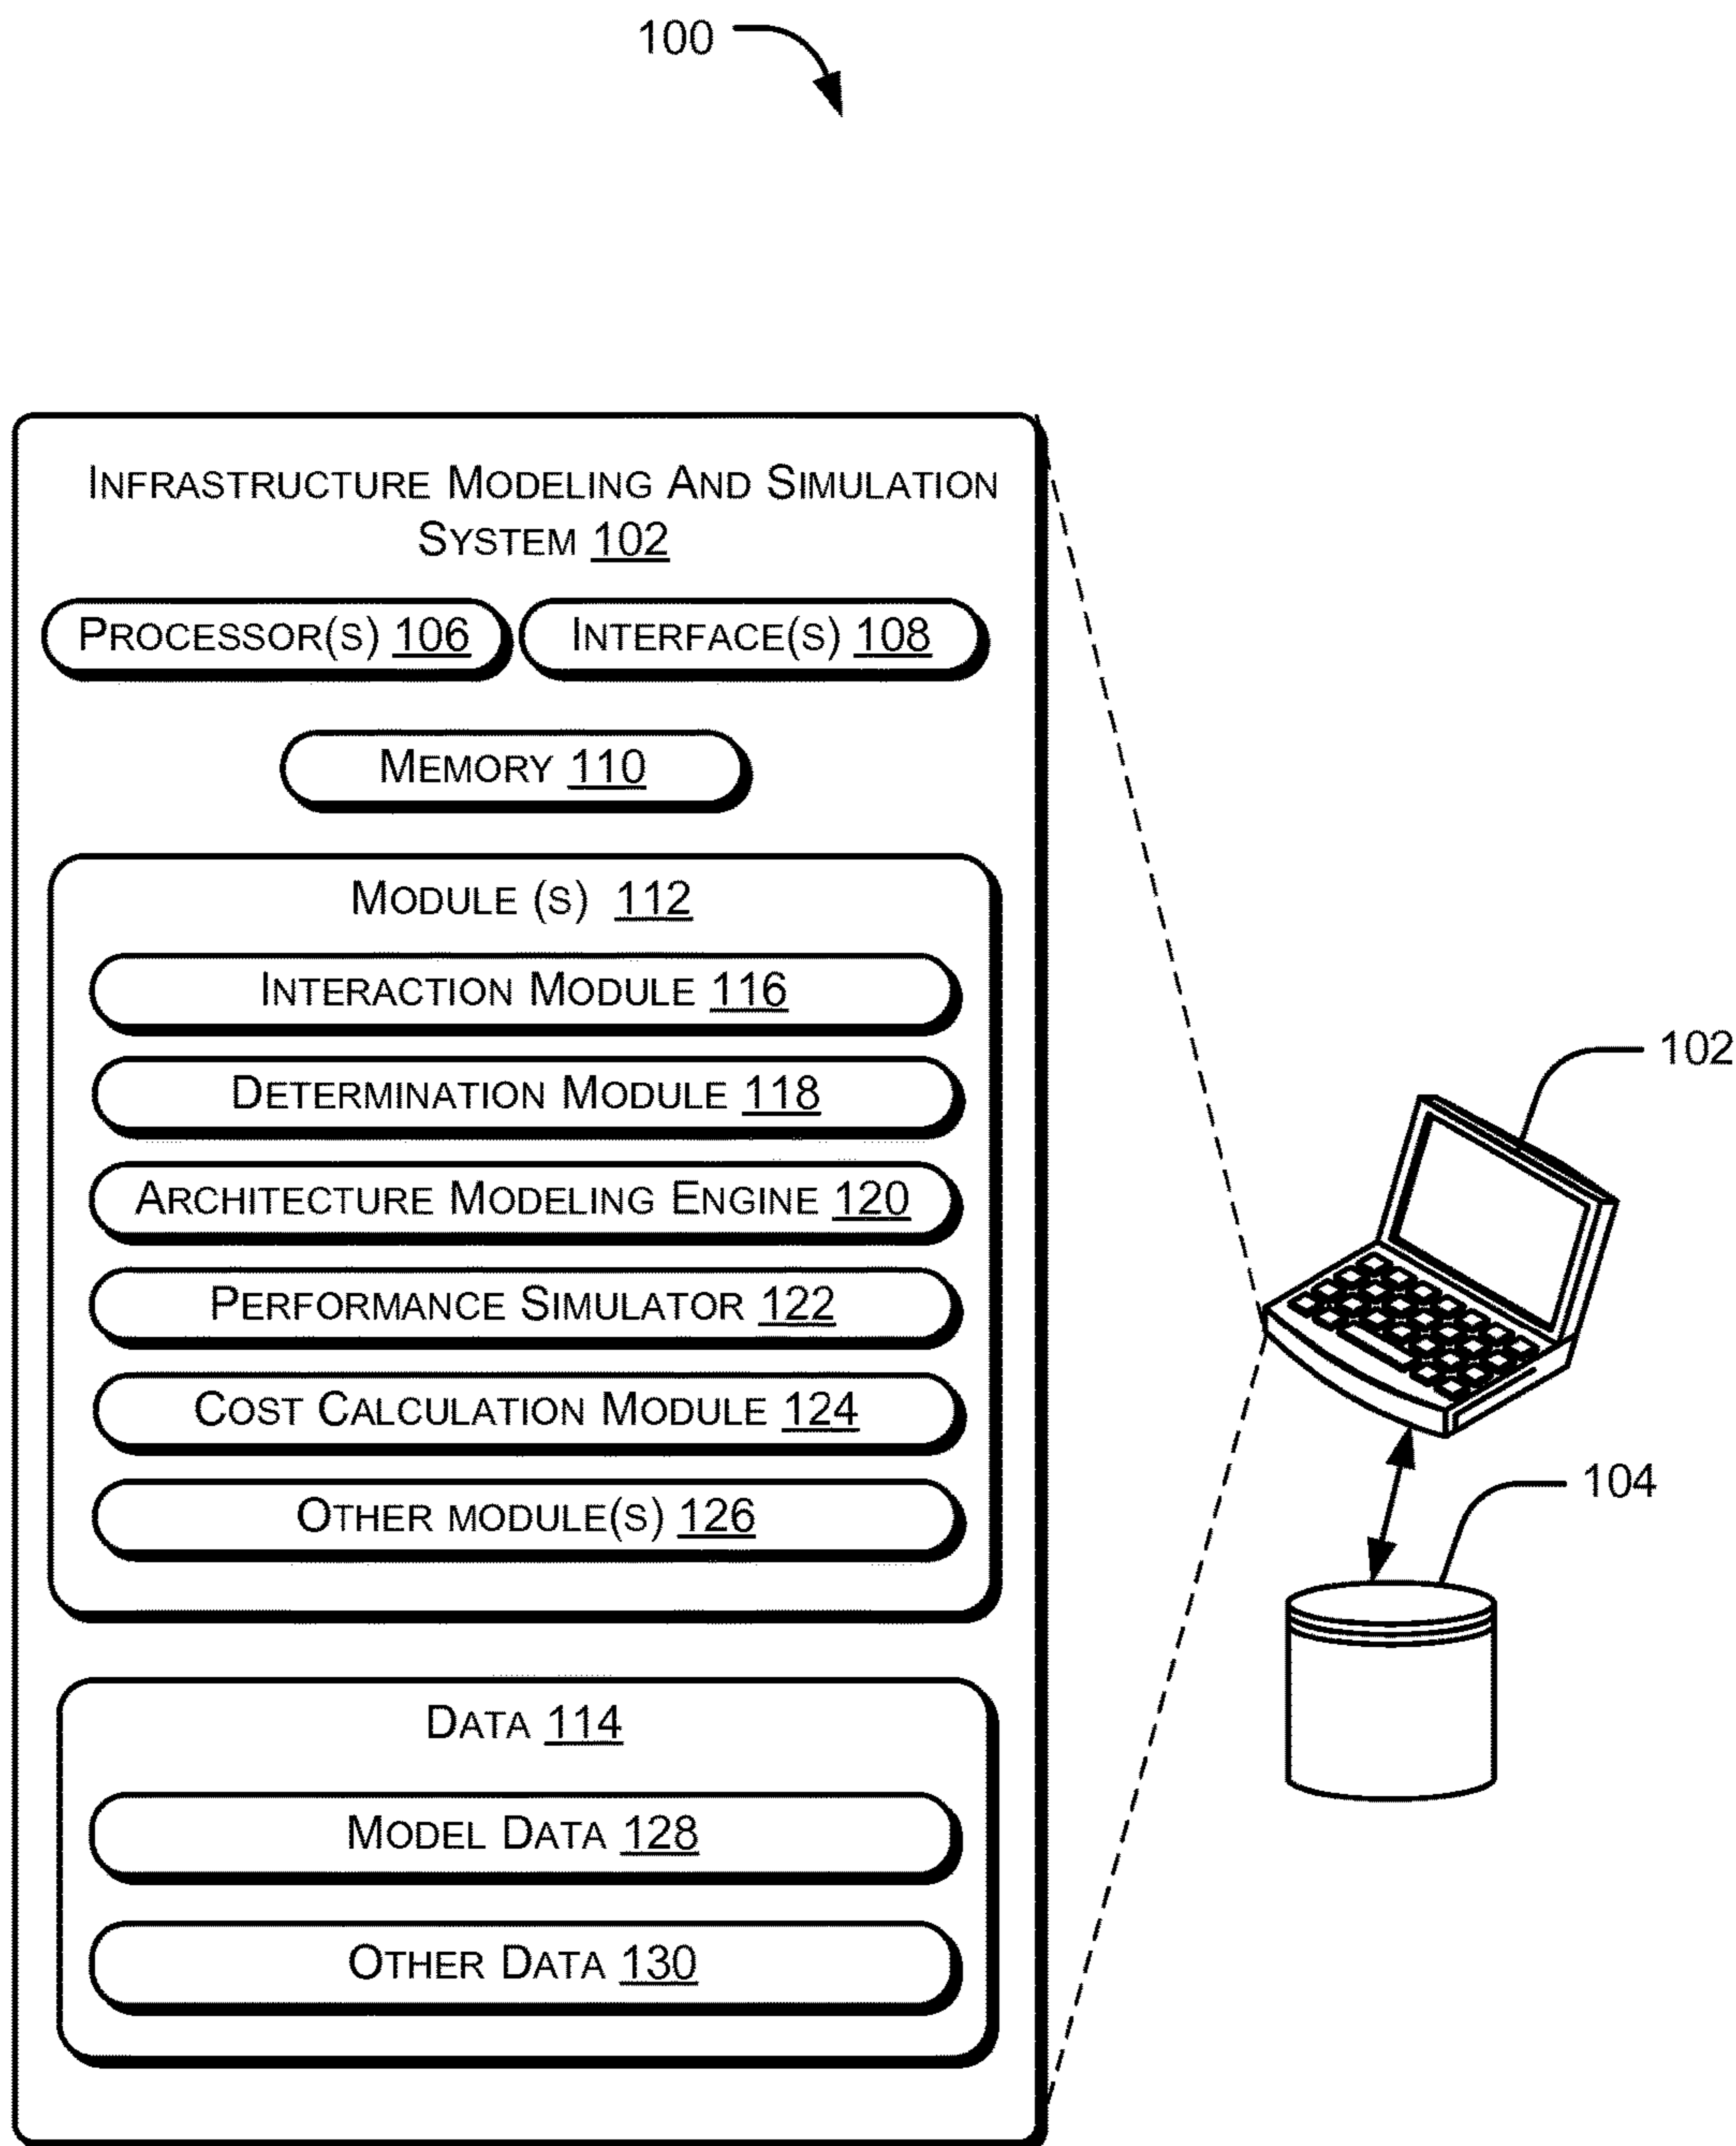 100
INFRASTRUCTURE MODELING AND SIMULATION
SYSTEM 102
PROCESSOR(S) 106
INTERFACE(S) 108
MEMORY 110
MODULE (S) 112
INTERACTION MODULE 116
DETERMINATION MODULE 118
ARCHITECTURE MODELING ENGINE 120
PERFORMANCE SIMULATOR 122
COST CALCULATION MODULE 124
OTHER MODULE(S) 126
DATA 114
MODEL DATA 128
OTHER DATA 130
102
104